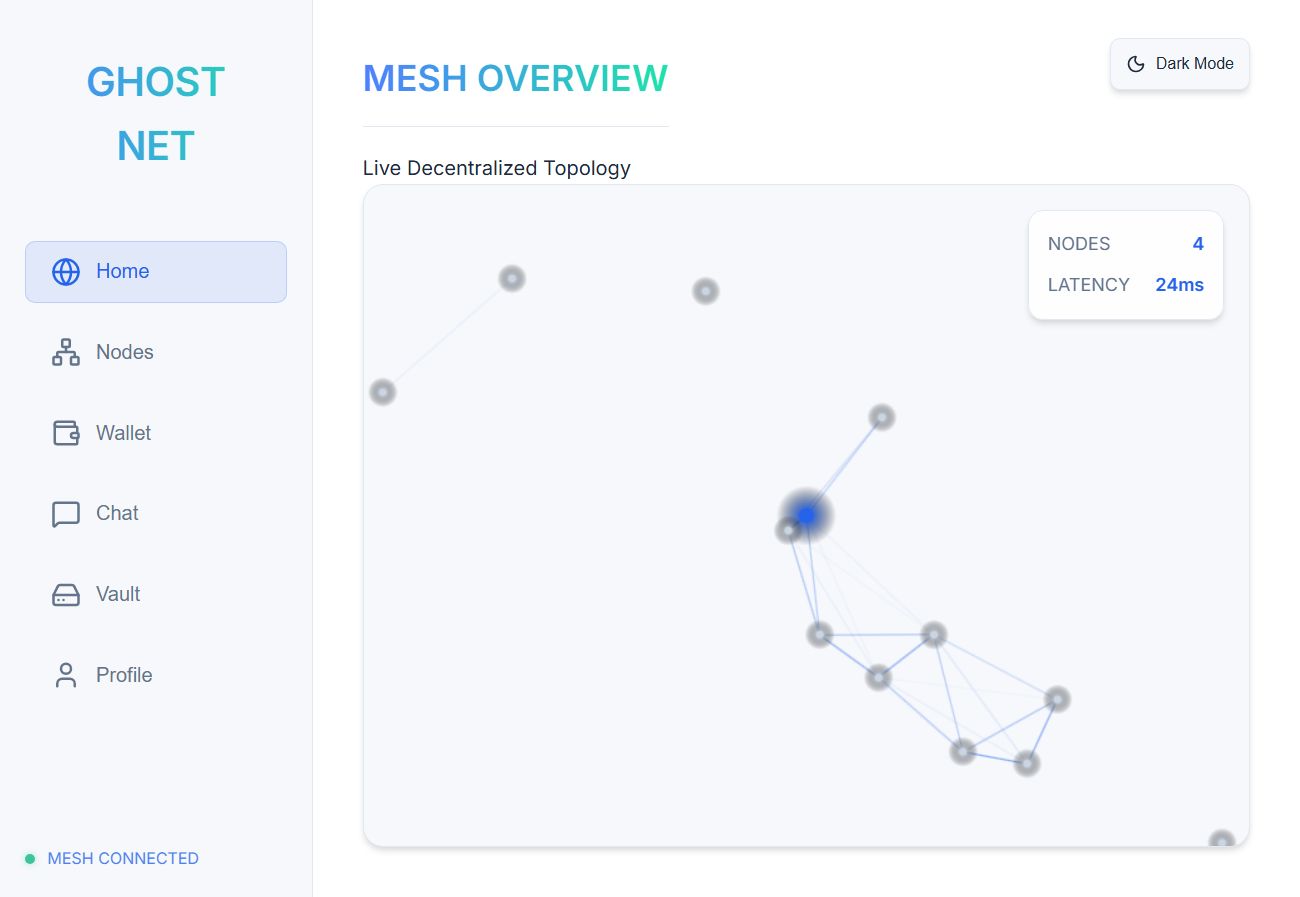 GHOST
NET
Home
Nodes
Wallet
Chat
Vault
Profile
MESH CONNECTED
MESH OVERVIEW
Dark Mode
Live Decentralized Topology
NODES 4
LATENCY 24ms